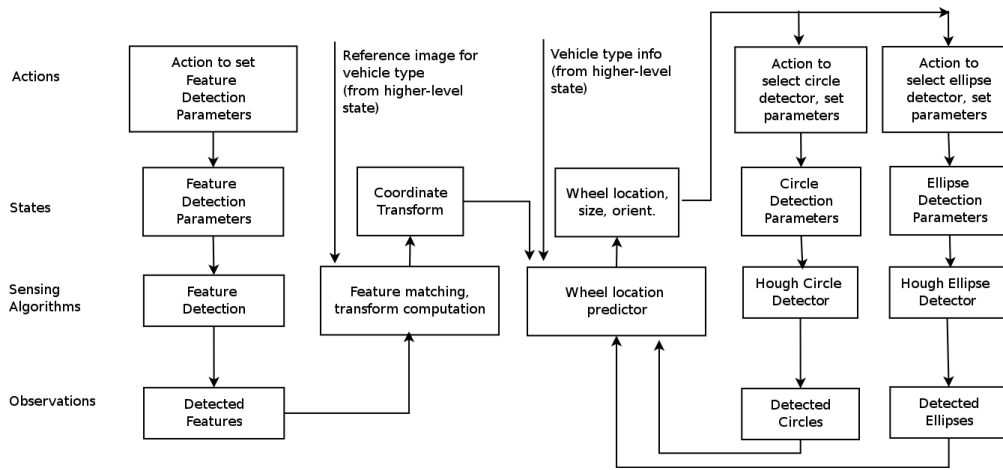 Actions
Action to set
Feature
Detection
Parameters
Reference image for
vehicle type
(from higher-level
state)
Vehicle type info
(from higher-level
state)
Action to
select circle
detector, set
parameters
Action to
select ellipse
detector, set
parameters
States
Feature
Detection
Parameters
Coordinate
Transform
Wheel location,
size, orient.
Circle
Detection
Parameters
Ellipse
Detection
Parameters
Sensing
Algorithms
Feature
Detection
Feature matching,
transform computation
Wheel location
predictor
Hough Circle
Detector
Hough Ellipse
Detector
Observations
Detected
Features
Detected
Circles
Detected
Ellipses